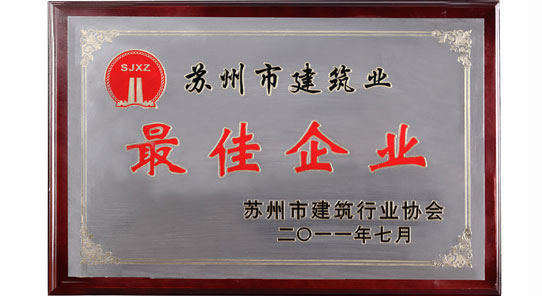 SJXZ
苏州市建筑业
最佳企业
苏州市建筑行业协会
二〇一一年七月